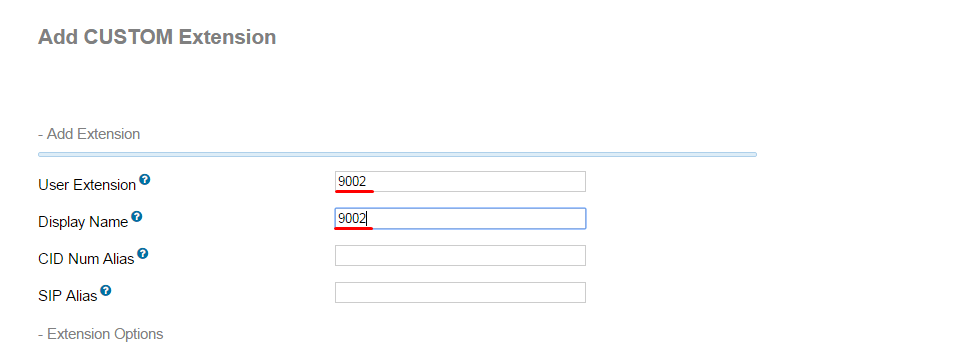 Add CUSTOM Extension
- Add Extension
User Extension ? 9002
Display Name ? 9002
CID Num Alias ?
SIP Alias ?
- Extension Options